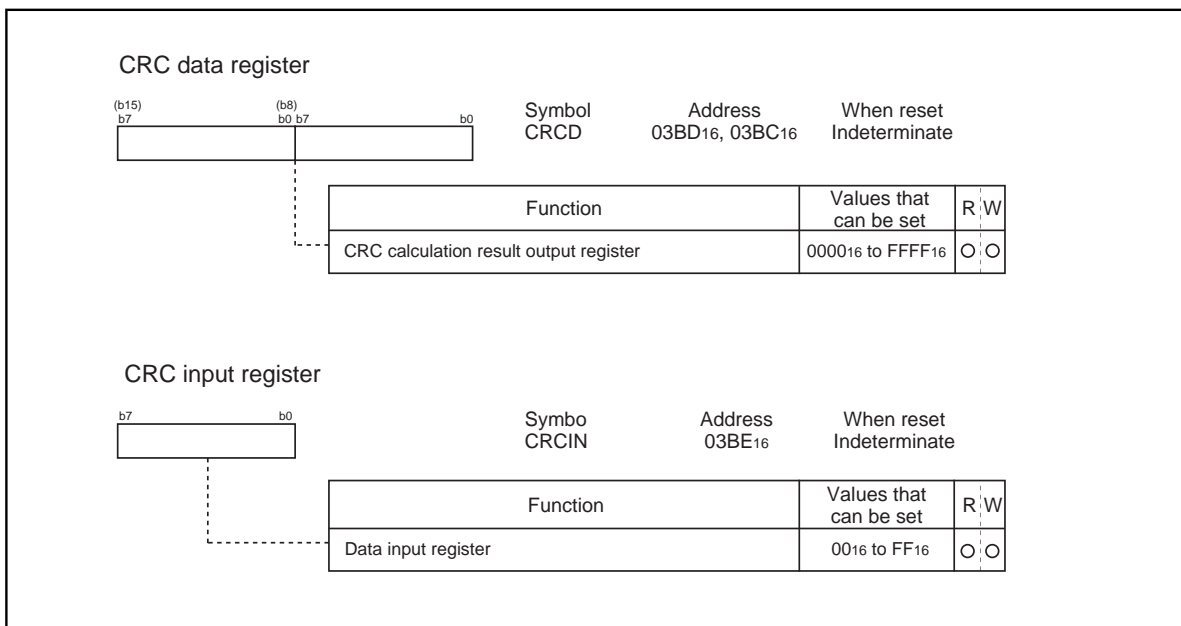 CRC data register
(b15) (b8)
b7 b0 b7 b0
Symbol Address When reset
CRCD 03BD16, 03BC16 Indeterminate
Function Values that can be set R W
CRC calculation result output register 000016 to FFFF16 O O
CRC input register
b7 b0
Symbo Address When reset
CRCIN 03BE16 Indeterminate
Function Values that can be set R W
Data input register 0016 to FF16 O O